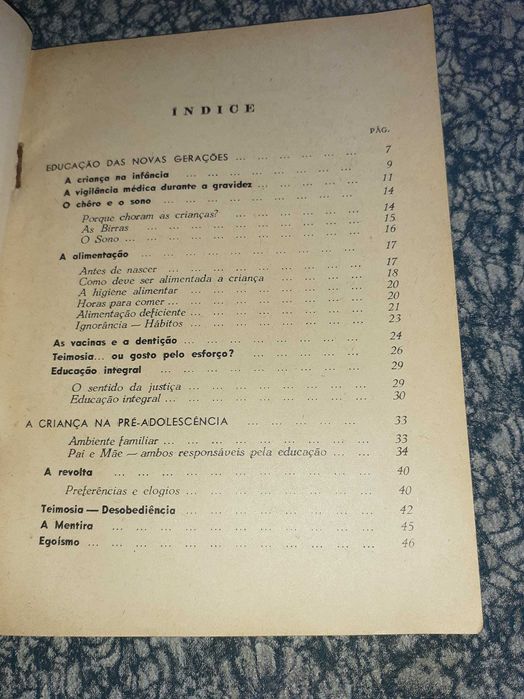 ÍNDICE
PÁG.
EDUCAÇÃO DAS NOVAS GERAÇÕES ... ... ... ... ... ... 7
A criança na infância ... ... ... ... ... ... ... ... 9
A vigilância médica durante a gravidez ... ... ... ... ... 11
O chôro e o sono ... ... ... ... ... ... ... ... ... 14
Porque choram as crianças? ... ... ... ... ... ... 14
As Birras ... ... ... ... ... ... ... ... ... 15
O Sono ... ... ... ... ... ... ... ... ... ... 16
A alimentação ... ... ... ... ... ... ... ... ... 17
Antes de nascer ... ... ... ... ... ... ... ... 17
Como deve ser alimentada a criança ... ... ... ... 18
A higiene alimentar ... ... ... ... ... ... ... 20
Horas para comer ... ... ... ... ... ... ... ... 20
Alimentação deficiente ... ... ... ... ... ... ... 21
Ignorância — Hábitos ... ... ... ... ... ... ... 23
As vacinas e a dentição ... ... ... ... ... ... ... ... 24
Teimosia... ou gosto pelo esforço? ... ... ... ... ... 26
Educação integral ... ... ... ... ... ... ... ... 29
O sentido da justiça ... ... ... ... ... ... ... 29
Educação integral ... ... ... ... ... ... ... ... 30
A CRIANÇA NA PRÉ-ADOLESCÊNCIA ... ... ... ... ... 33
Ambiente familiar ... ... ... ... ... ... ... ... 33
Pai e Mãe — ambos responsáveis pela educação ... ... 34
A revolta ... ... ... ... ... ... ... ... ... ... 40
Preferências e elogios ... ... ... ... ... ... ... 40
Teimosia — Desobediência ... ... ... ... ... ... ... 42
A Mentira ... ... ... ... ... ... ... ... ... ... 45
Egoísmo ... ... ... ... ... ... ... ... ... ... ... 46